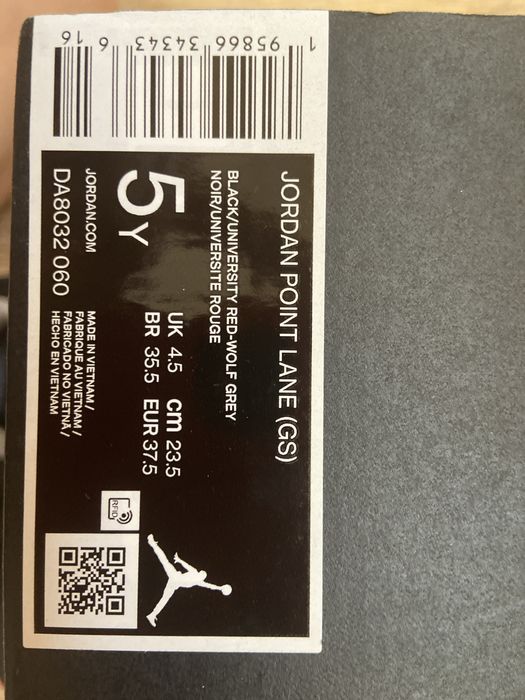 JORDAN POINT LANE (GS)
BLACK/UNIVERSITY RED-WOLF GREY
NOIR/UNIVERSITE ROUGE
5Y
UK 4.5 cm 23.5
BR 35.5 EUR 37.5
JORDAN.COM
DA8032 060
MADE IN VIETNAM /
FABRIQUE AU VIETNAM /
FABRICADO NO VIETNÃ /
HECHO EN VIETNAM
RFID
1 95866 34343 6 16